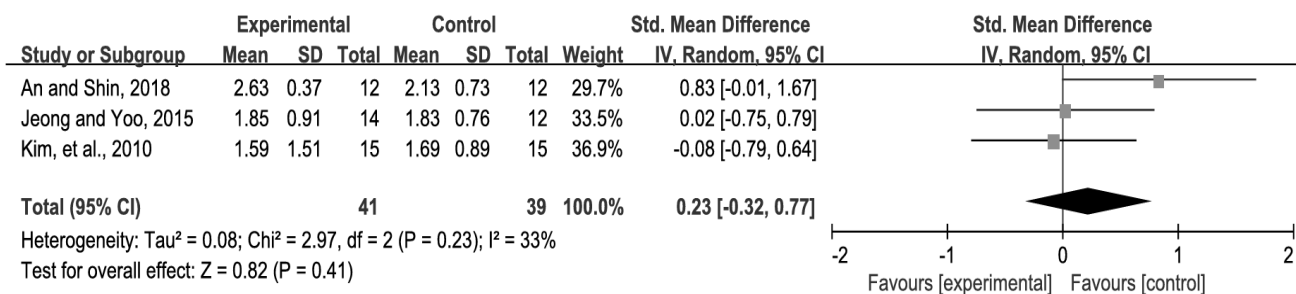 Experimental Control Std. Mean Difference Std. Mean Difference
Study or Subgroup Mean SD Total Mean SD Total Weight IV, Random, 95% CI IV, Random, 95% CI
An and Shin, 2018 2.63 0.37 12 2.13 0.73 12 29.7% 0.83 [-0.01, 1.67]
Jeong and Yoo, 2015 1.85 0.91 14 1.83 0.76 12 33.5% 0.02 [-0.75, 0.79]
Kim, et al., 2010 1.59 1.51 15 1.69 0.89 15 36.9% -0.08 [-0.79, 0.64]
Total (95% CI) 41 39 100.0% 0.23 [-0.32, 0.77]
Heterogeneity: Tau² = 0.08; Chi² = 2.97, df = 2 (P = 0.23); I² = 33%
Test for overall effect: Z = 0.82 (P = 0.41)
-2 -1 0 1 2
Favours [experimental] Favours [control]